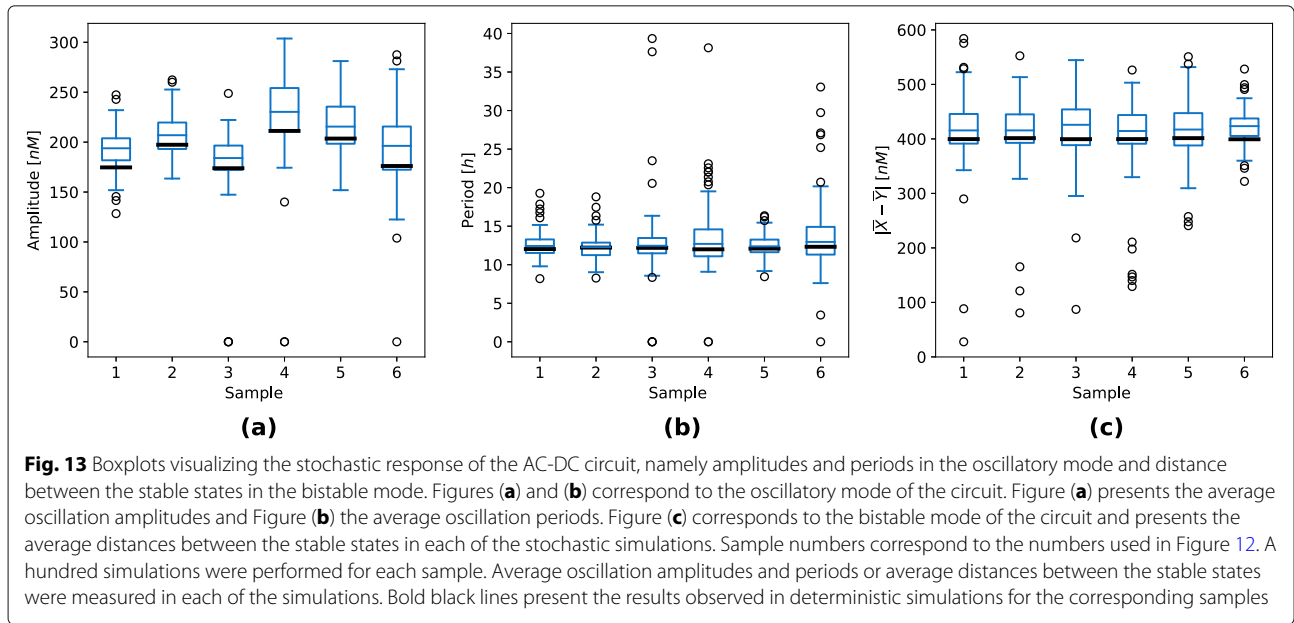 300
250
200
150
100
50
0
Amplitude [nM]
1 2 3 4 5 6
Sample
(a)
40
35
30
25
20
15
10
5
0
Period [h]
1 2 3 4 5 6
Sample
(b)
600
500
400
300
200
100
0
|X̅ − Y̅| [nM]
1 2 3 4 5 6
Sample
(c)
Fig. 13 Boxplots visualizing the stochastic response of the AC-DC circuit, namely amplitudes and periods in the oscillatory mode and distance
between the stable states in the bistable mode. Figures (a) and (b) correspond to the oscillatory mode of the circuit. Figure (a) presents the average
oscillation amplitudes and Figure (b) the average oscillation periods. Figure (c) corresponds to the bistable mode of the circuit and presents the
average distances between the stable states in each of the stochastic simulations. Sample numbers correspond to the numbers used in Figure 12. A
hundred simulations were performed for each sample. Average oscillation amplitudes and periods or average distances between the stable states
were measured in each of the simulations. Bold black lines present the results observed in deterministic simulations for the corresponding samples